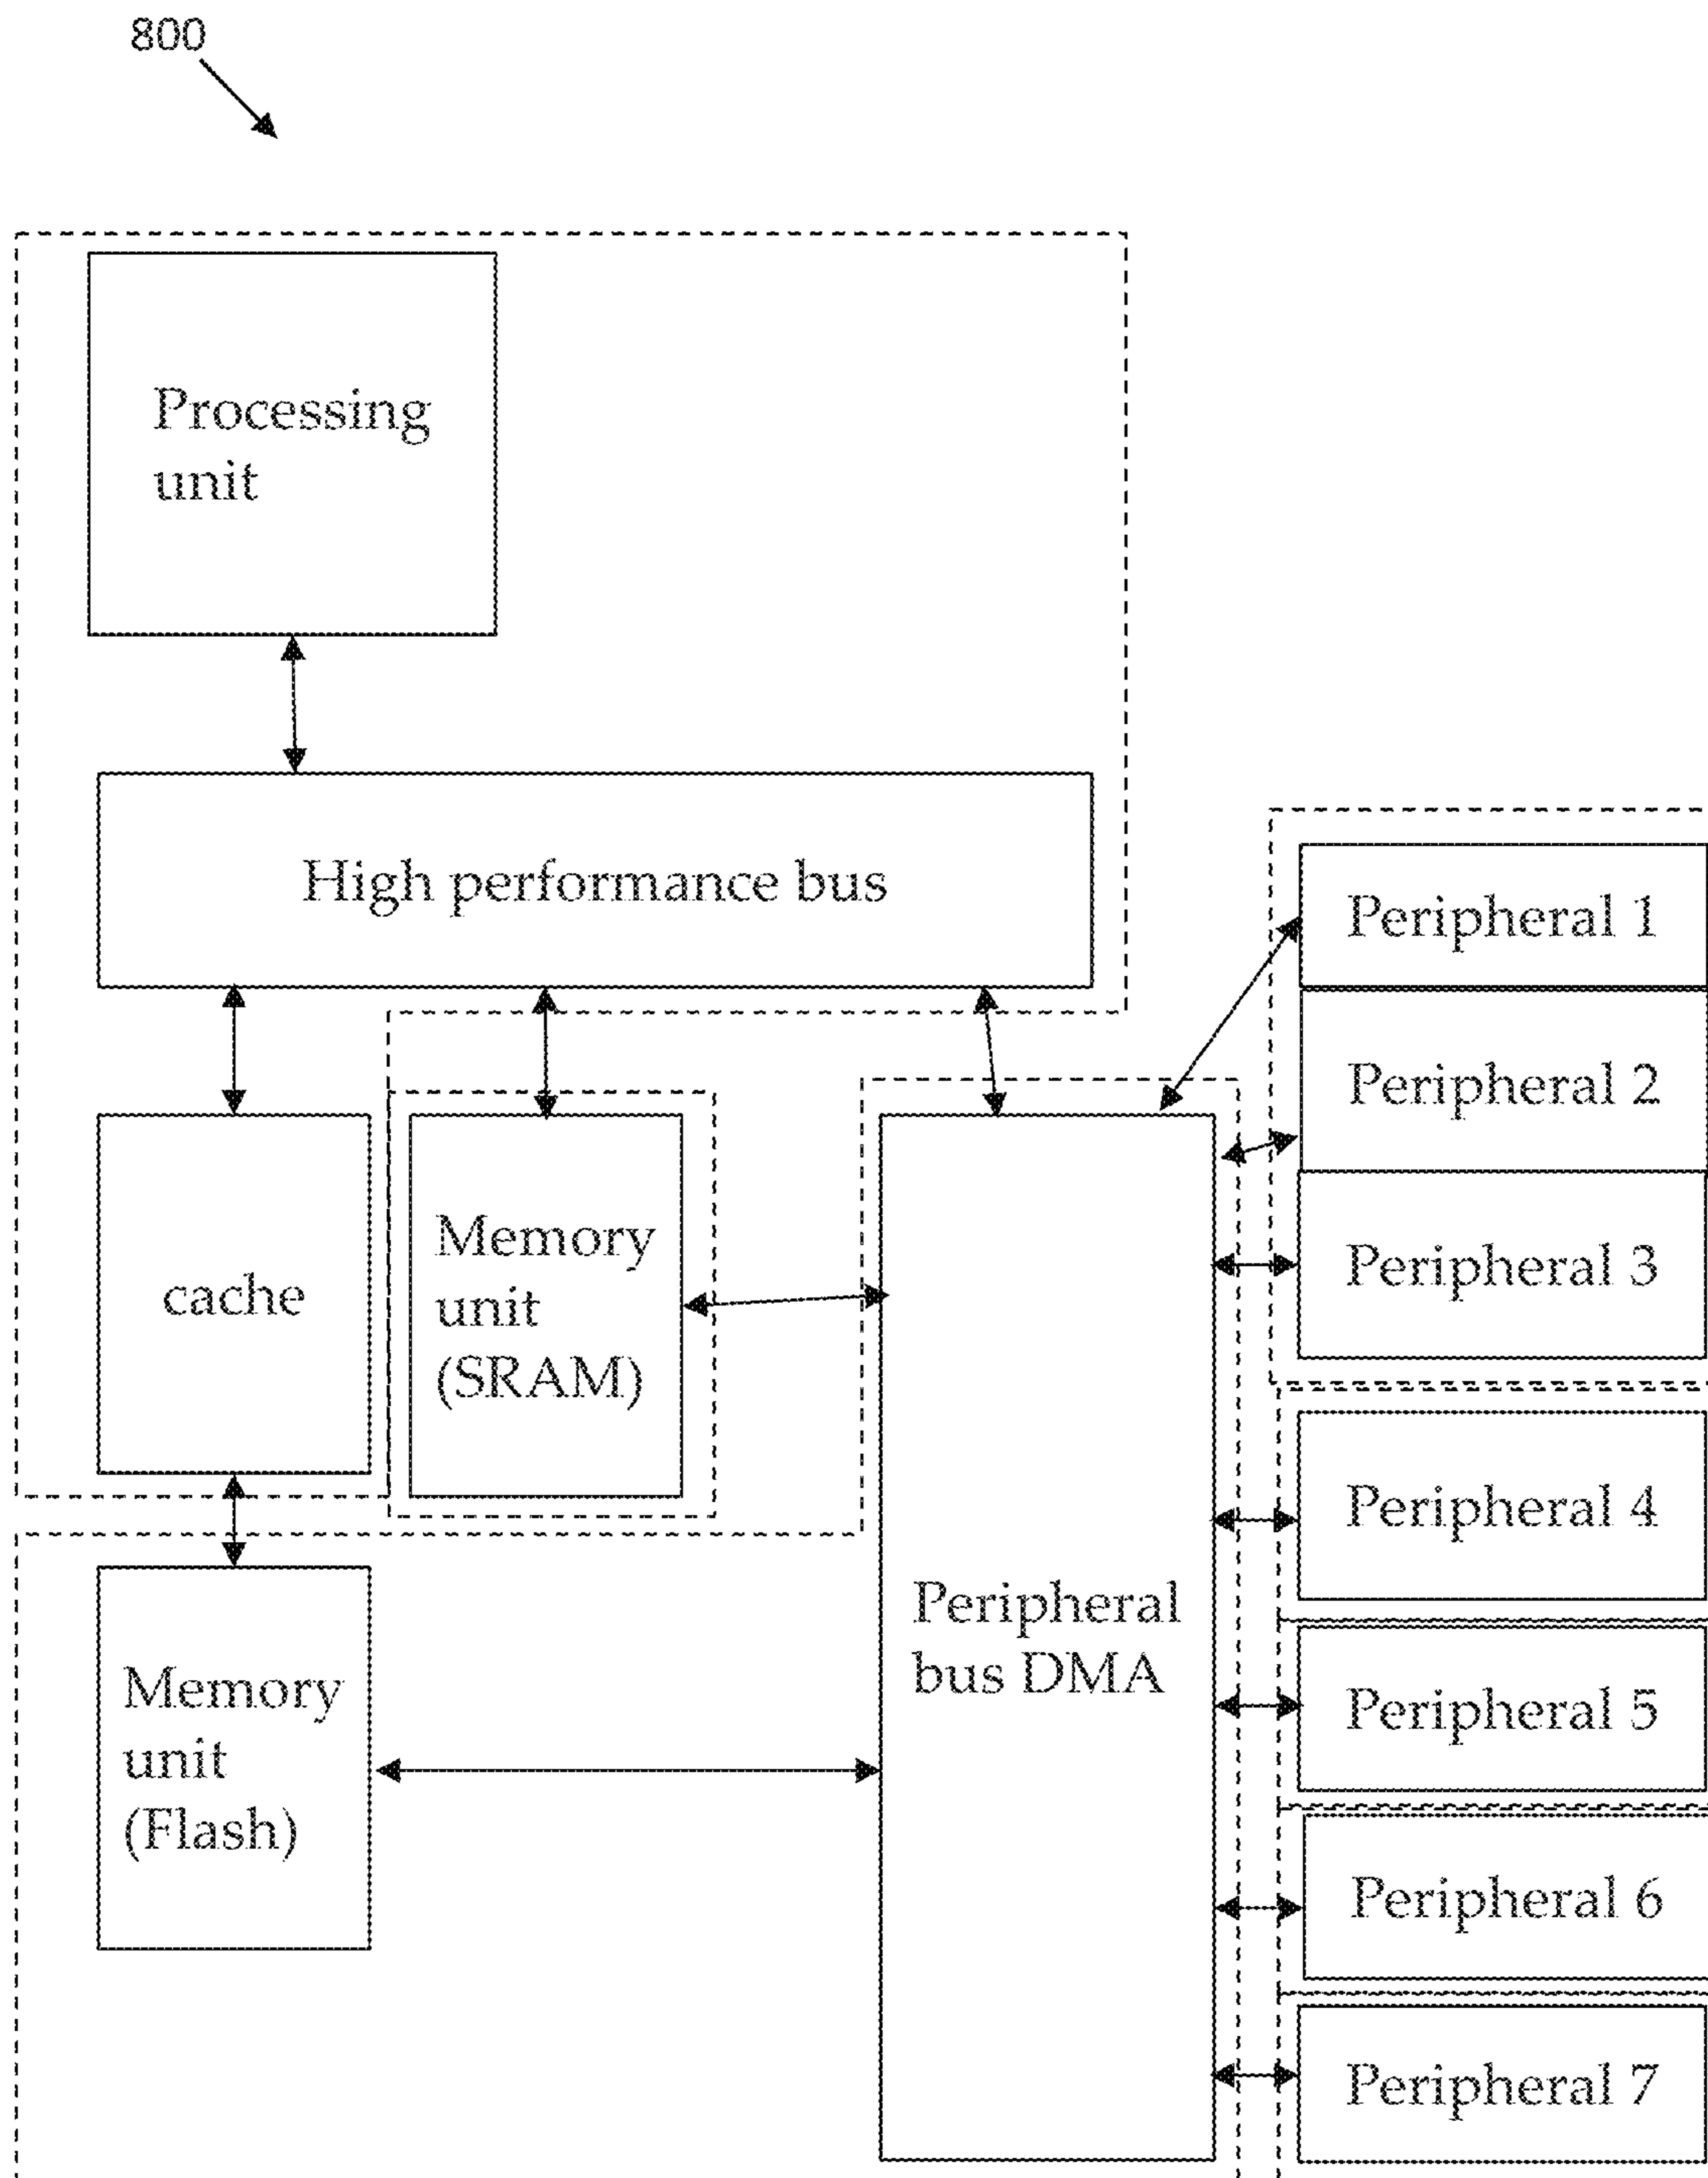 800
Processing
unit
High performance bus
Peripheral 1
Peripheral 2
Peripheral 3
cache
Memory
unit
(SRAM)
Peripheral 4
Peripheral
bus DMA
Peripheral 5
Memory
unit
(Flash)
Peripheral 6
Peripheral 7